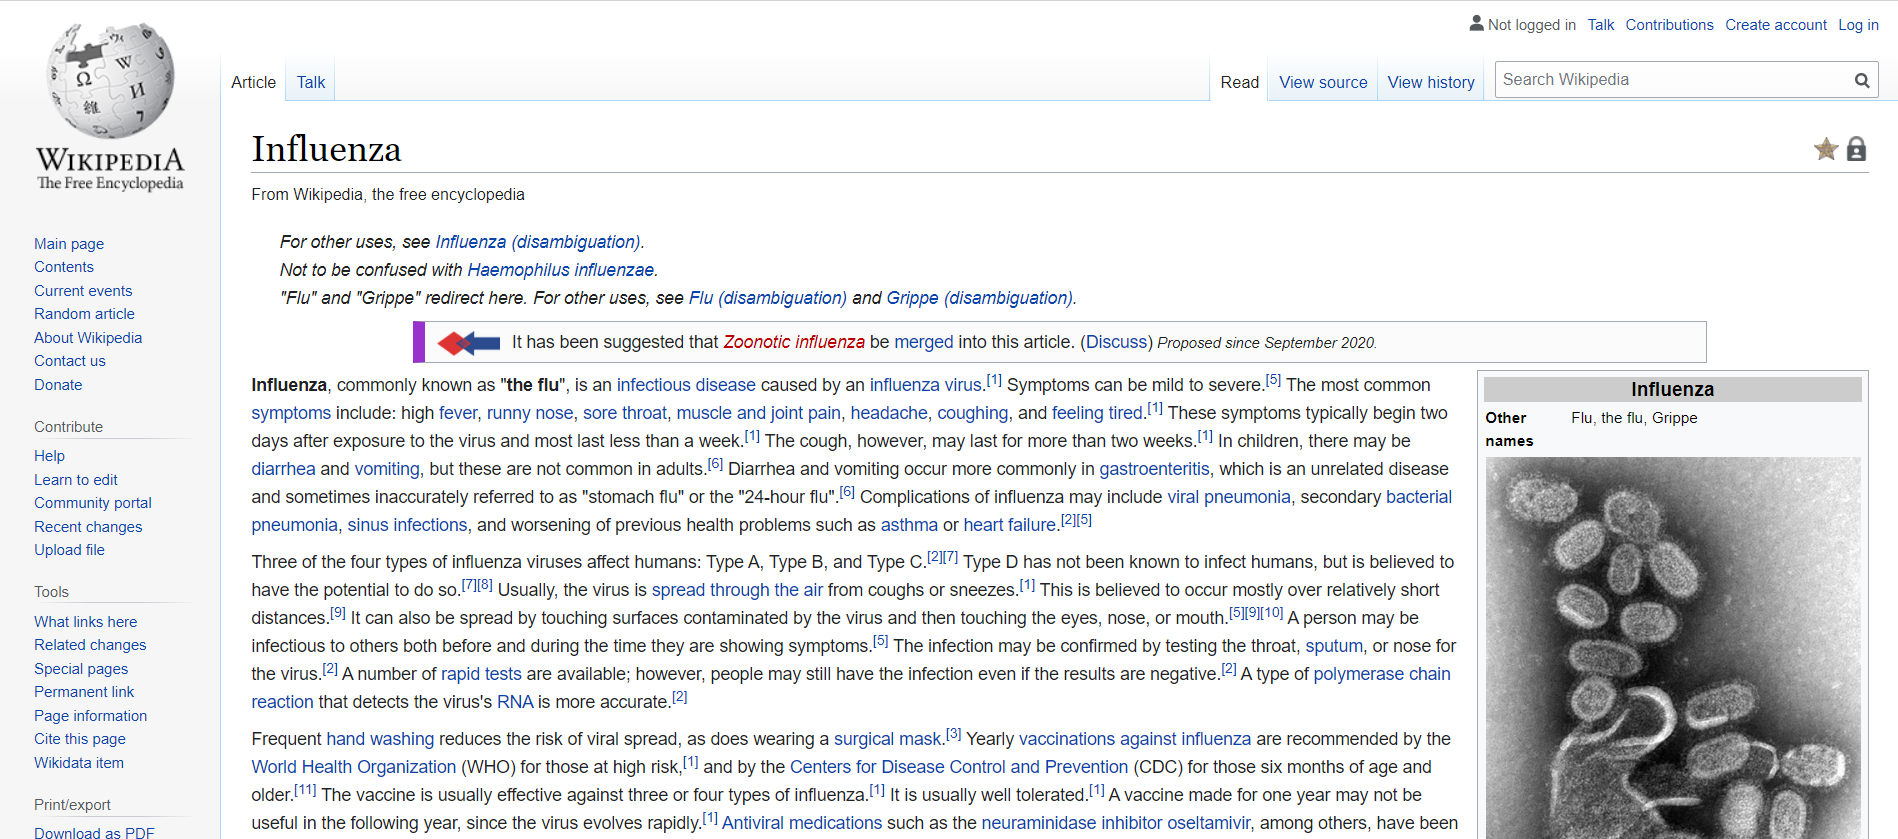 Not logged in Talk Contributions Create account Log in
Article Talk Read View source View history Search Wikipedia
WIKIPEDIA
The Free Encyclopedia
Main page
Contents
Current events
Random article
About Wikipedia
Contact us
Donate
Contribute
Help
Learn to edit
Community portal
Recent changes
Upload file
Tools
What links here
Related changes
Special pages
Permanent link
Page information
Cite this page
Wikidata item
Print/export
Download as PDF
Influenza
From Wikipedia, the free encyclopedia
For other uses, see Influenza (disambiguation).
Not to be confused with Haemophilus influenzae.
"Flu" and "Grippe" redirect here. For other uses, see Flu (disambiguation) and Grippe (disambiguation).
It has been suggested that Zoonotic influenza be merged into this article. (Discuss) Proposed since September 2020.
Influenza, commonly known as "the flu", is an infectious disease caused by an influenza virus.[1] Symptoms can be mild to severe.[5] The most common
symptoms include: high fever, runny nose, sore throat, muscle and joint pain, headache, coughing, and feeling tired.[1] These symptoms typically begin two
days after exposure to the virus and most last less than a week.[1] The cough, however, may last for more than two weeks.[1] In children, there may be
diarrhea and vomiting, but these are not common in adults.[6] Diarrhea and vomiting occur more commonly in gastroenteritis, which is an unrelated disease
and sometimes inaccurately referred to as "stomach flu" or the "24-hour flu".[6] Complications of influenza may include viral pneumonia, secondary bacterial
pneumonia, sinus infections, and worsening of previous health problems such as asthma or heart failure.[2][5]
Three of the four types of influenza viruses affect humans: Type A, Type B, and Type C.[2][7] Type D has not been known to infect humans, but is believed to
have the potential to do so.[7][8] Usually, the virus is spread through the air from coughs or sneezes.[1] This is believed to occur mostly over relatively short
distances.[9] It can also be spread by touching surfaces contaminated by the virus and then touching the eyes, nose, or mouth.[5][9][10] A person may be
infectious to others both before and during the time they are showing symptoms.[5] The infection may be confirmed by testing the throat, sputum, or nose for
the virus.[2] A number of rapid tests are available; however, people may still have the infection even if the results are negative.[2] A type of polymerase chain
reaction that detects the virus's RNA is more accurate.[2]
Frequent hand washing reduces the risk of viral spread, as does wearing a surgical mask.[3] Yearly vaccinations against influenza are recommended by the
World Health Organization (WHO) for those at high risk,[1] and by the Centers for Disease Control and Prevention (CDC) for those six months of age and
older.[11] The vaccine is usually effective against three or four types of influenza.[1] It is usually well tolerated.[1] A vaccine made for one year may not be
useful in the following year, since the virus evolves rapidly.[1] Antiviral medications such as the neuraminidase inhibitor oseltamivir, among others, have been
Influenza
Other names Flu, the flu, Grippe